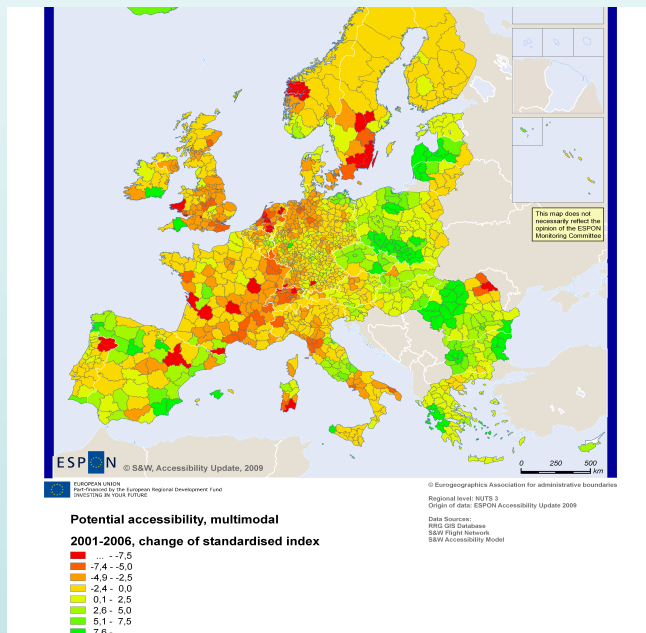 This map does not
necessarily reflect the
opinion of the ESPON
Monitoring Committee
ESPON
© S&W, Accessibility Update, 2009
0 250 500
km
EUROPEAN UNION
Part-financed by the European Regional Development Fund
INVESTING IN YOUR FUTURE
© Eurogeographics Association for administrative boundaries
Regional level: NUTS 3
Origin of data: ESPON Accessibility Update 2009
Data Sources:
RRG GIS Database
S&W Flight Network
S&W Accessibility Model
Potential accessibility, multimodal
2001-2006, change of standardised index
... - -7,5
-7,4 - -5,0
-4,9 - -2,5
-2,4 - 0,0
0,1 - 2,5
2,6 - 5,0
5,1 - 7,5
7,6 -